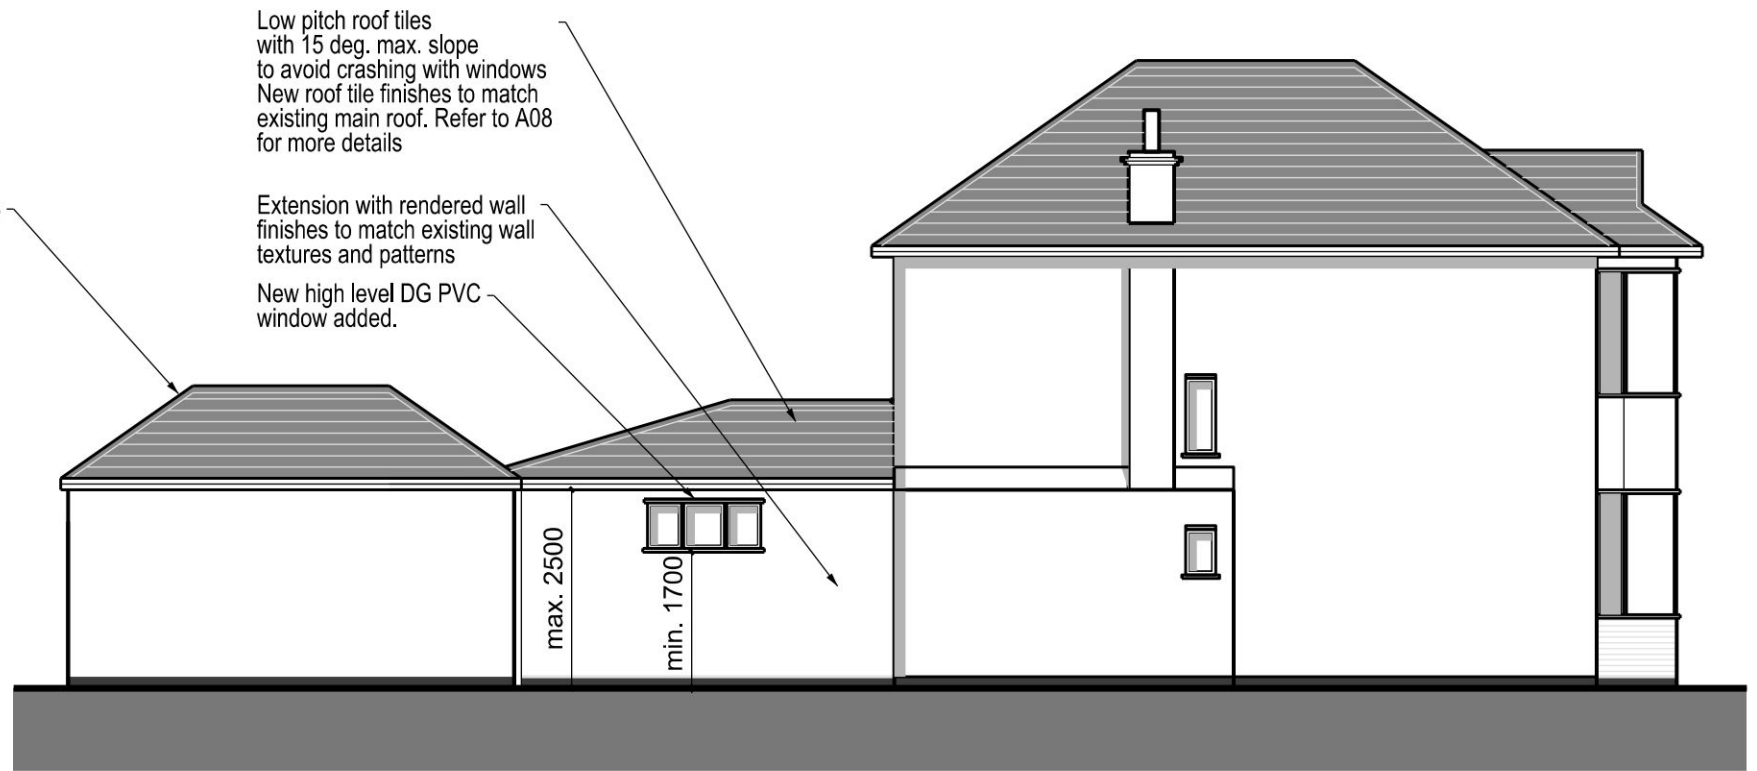 Low pitch roof tiles
with 15 deg. max. slope
to avoid crashing with windows
New roof tile finishes to match
existing main roof. Refer to A08
for more details
Extension with rendered wall
finishes to match existing wall
textures and patterns
New high level DG PVC
window added.
max. 2500
min. 1700